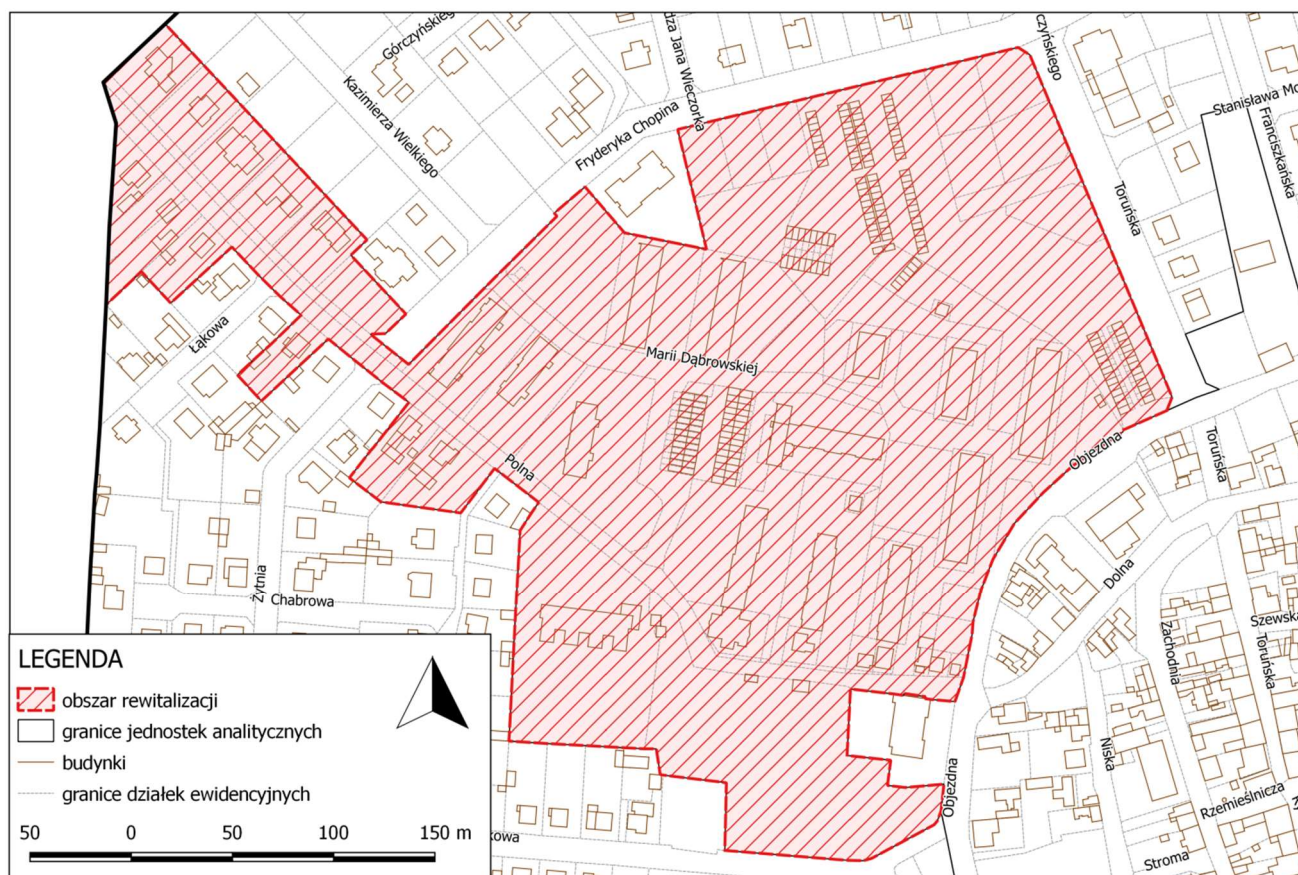 Górczyńskieg
dza Jana Wieczorka
czyńskiego
Kazimierza Wielkiego
Fryderyka Chopina
Stanisława Mo
Franciszkańska
Toruńska
Łąkowa
Marii Dąbrowskiej
Polna
Objezdna
Toruńska
Dolna
Żytnia
Chabrowa
Szewska
Zachodnia
Toruńska
Niska
Objezdna
Rzemieślnicza
Stroma
kowa
LEGENDA
obszar rewitalizacji
granice jednostek analitycznych
budynki
granice działek ewidencyjnych
50 0 50 100 150 m